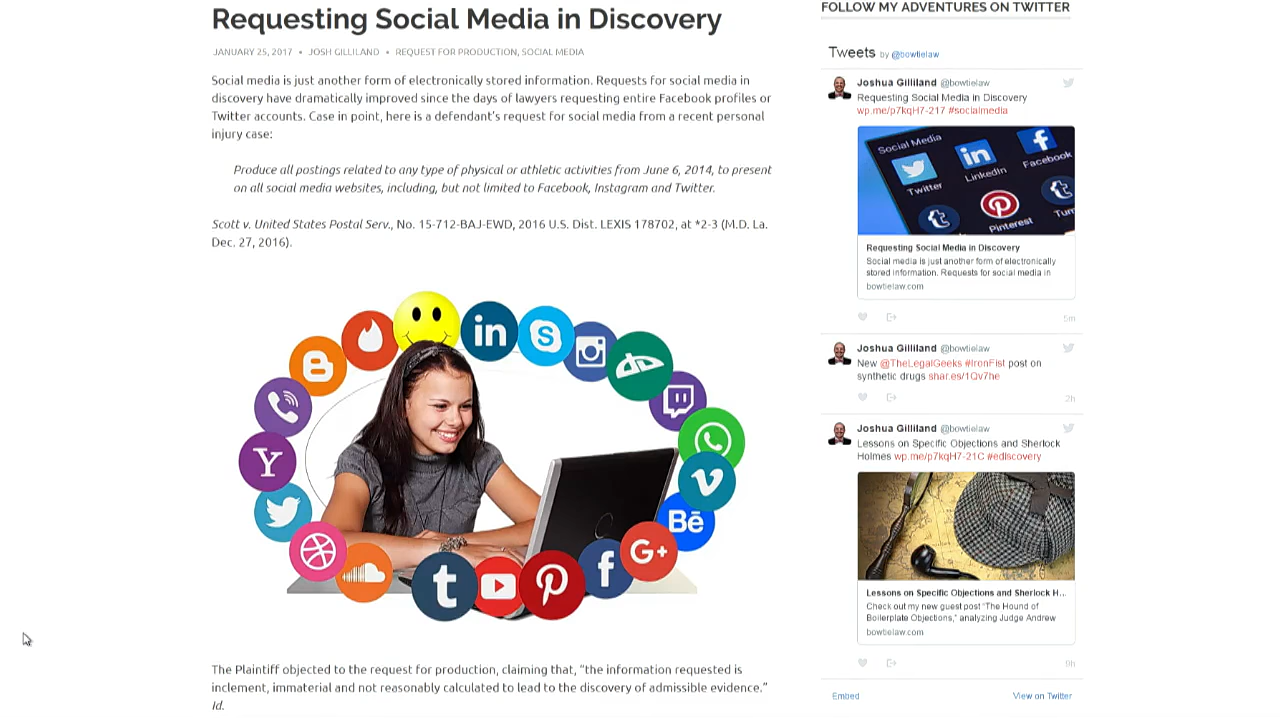 Requesting Social Media in Discovery
JANUARY 25, 2017 • JOSH GILLILAND • REQUEST FOR PRODUCTION, SOCIAL MEDIA
Social media is just another form of electronically stored information. Requests for social media in
discovery have dramatically improved since the days of lawyers requesting entire Facebook profiles or
Twitter accounts. Case in point, here is a defendant's request for social media from a recent personal
injury case:
Produce all postings related to any type of physical or athletic activities from June 6, 2014, to present
on all social media websites, including, but not limited to Facebook, Instagram and Twitter.
Scott v. United States Postal Serv., No. 15-712-BAJ-EWD, 2016 U.S. Dist. LEXIS 178702, at *2-3 (M.D. La.
Dec. 27, 2016).
in
Y
Bē
G+
t
f
The Plaintiff objected to the request for production, claiming that, “the information requested is
inclement, immaterial and not reasonably calculated to lead to the discovery of admissible evidence.”
Id.
FOLLOW MY ADVENTURES ON TWITTER
Tweets by @bowtielaw
Joshua Gilliland @bowtielaw
Requesting Social Media in Discovery
wp.me/p7kqH7-217 #socialmedia
Social Media
Twitter
in
LinkedIn
f
Facebook
t
Pinterest
t
Tum
Requesting Social Media in Discovery
Social media is just another form of electronically
stored information. Requests for social media in
bowtielaw.com
5m
Joshua Gilliland @bowtielaw
New @TheLegalGeeks #IronFist post on
synthetic drugs shar.es/1Qv7he
2h
Joshua Gilliland @bowtielaw
Lessons on Specific Objections and Sherlock
Holmes wp.me/p7kqH7-21C #ediscovery
Lessons on Specific Objections and Sherlock H...
Check out my new guest post “The Hound of
Boilerplate Objections,” analyzing Judge Andrew
bowtielaw.com
9h
Embed
View on Twitter